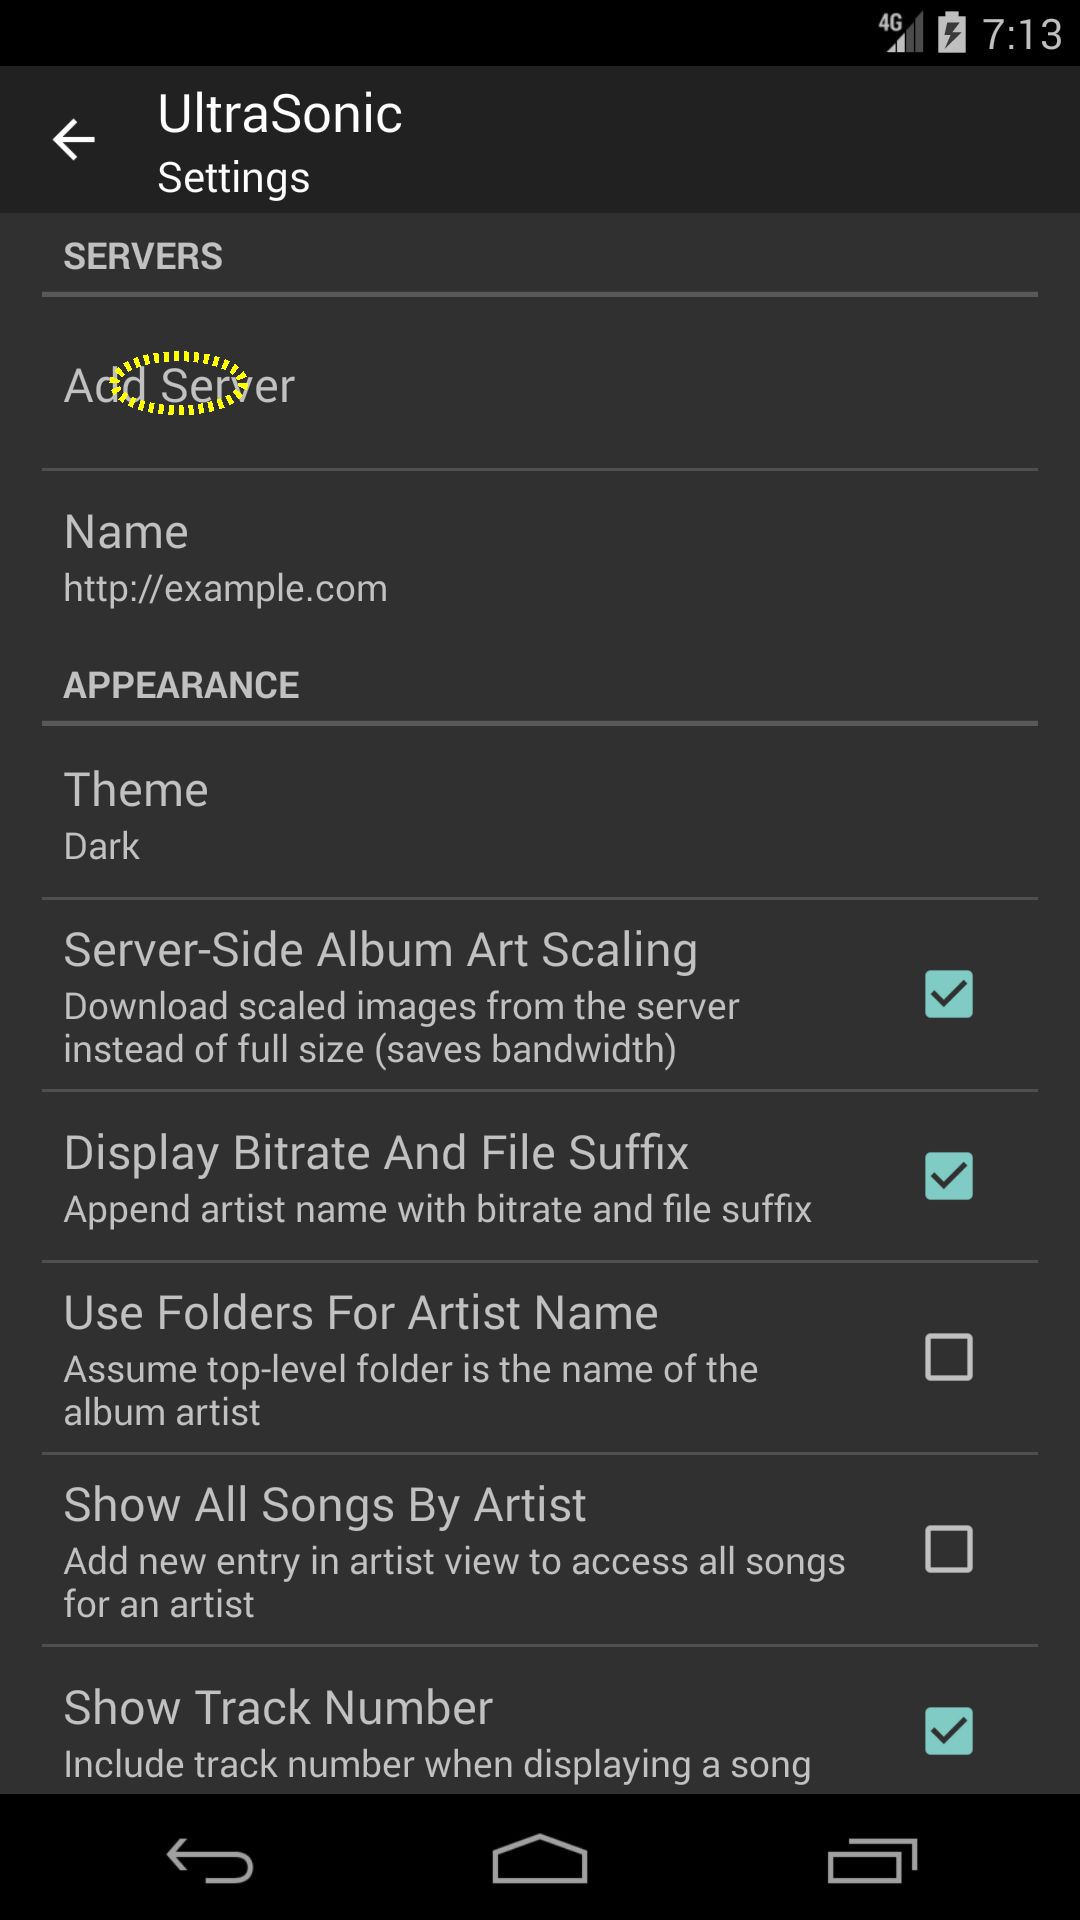 4G 7:13
UltraSonic
Settings
SERVERS
Add Server
Name
http://example.com
APPEARANCE
Theme
Dark
Server-Side Album Art Scaling
Download scaled images from the server
instead of full size (saves bandwidth)
Display Bitrate And File Suffix
Append artist name with bitrate and file suffix
Use Folders For Artist Name
Assume top-level folder is the name of the
album artist
Show All Songs By Artist
Add new entry in artist view to access all songs
for an artist
Show Track Number
Include track number when displaying a song